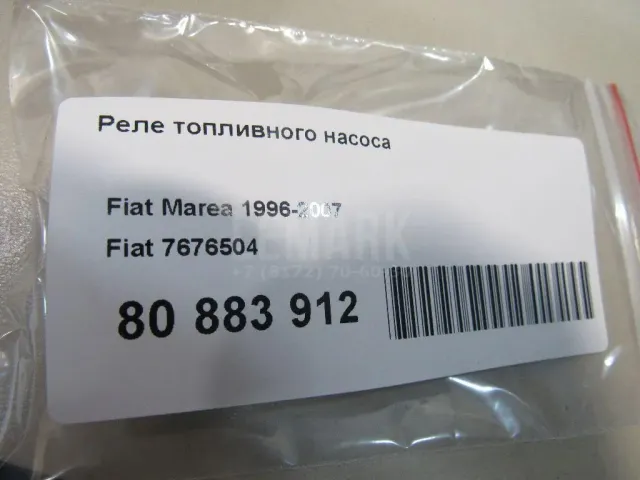 Реле топливного насоса
Fiat Marea 1996-2007
Fiat 7676504
80 883 912